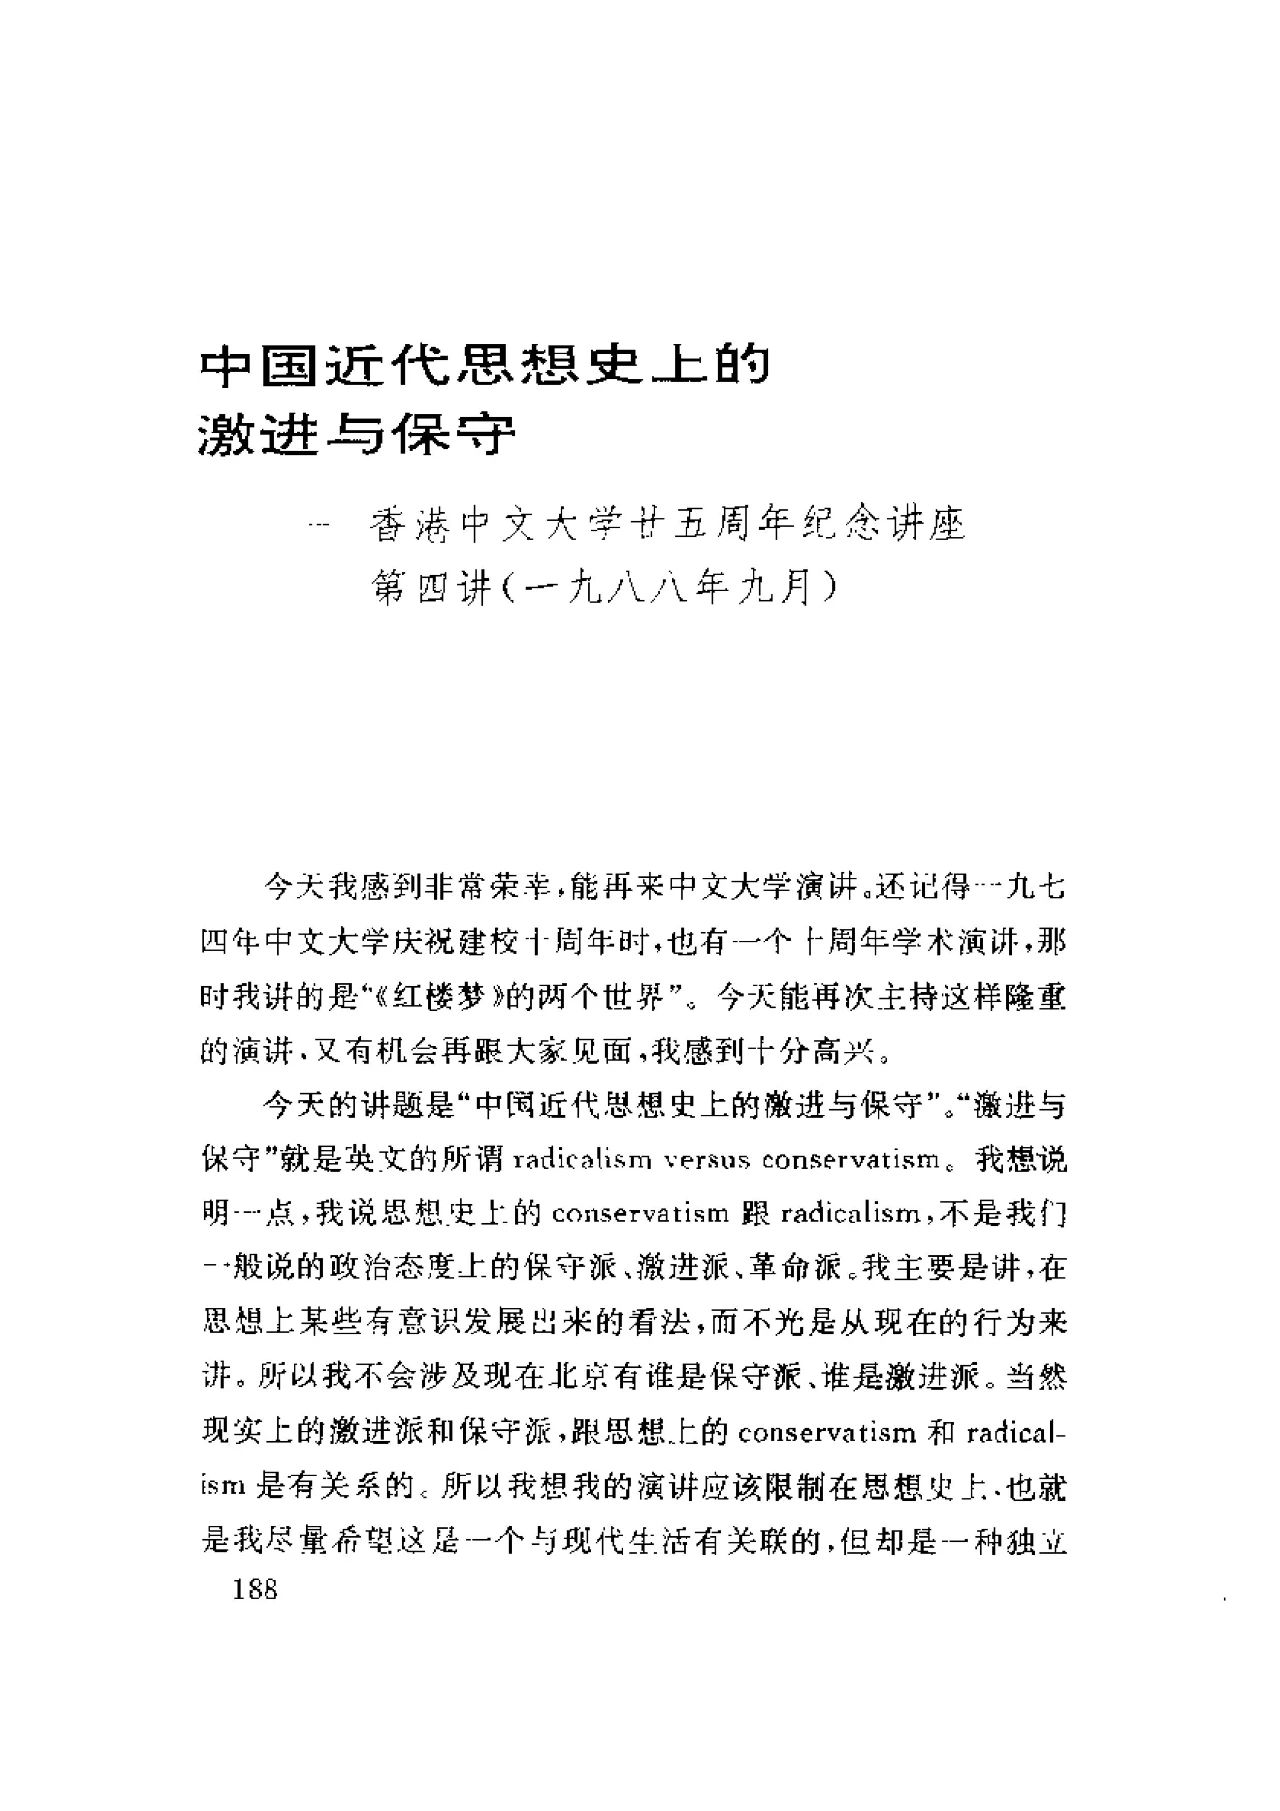 中国近代思想史上的
激进与保守
— 香港中文大学廿五周年纪念讲座
第四讲(一九八八年九月)
今天我感到非常荣幸,能再来中文大学演讲。还记得一九七
四年中文大学庆祝建校十周年时,也有一个十周年学术演讲,那
时我讲的是“《红楼梦》的两个世界”。今天能再次主持这样隆重
的演讲,又有机会再跟大家见面,我感到十分高兴。
今天的讲题是“中国近代思想史上的激进与保守”。“激进与
保守”就是英文的所谓 radicalism versus conservatism。我想说
明一点,我说思想史上的 conservatism 跟 radicalism,不是我们
一般说的政治态度上的保守派、激进派、革命派。我主要是讲,在
思想上某些有意识发展出来的看法,而不光是从现在的行为来
讲。所以我不会涉及现在北京有谁是保守派、谁是激进派。当然
现实上的激进派和保守派,跟思想上的 conservatism 和 radical-
ism 是有关系的。所以我想我的演讲应该限制在思想史上,也就
是我尽量希望这是一个与现代生活有关联的,但却是一种独立
188